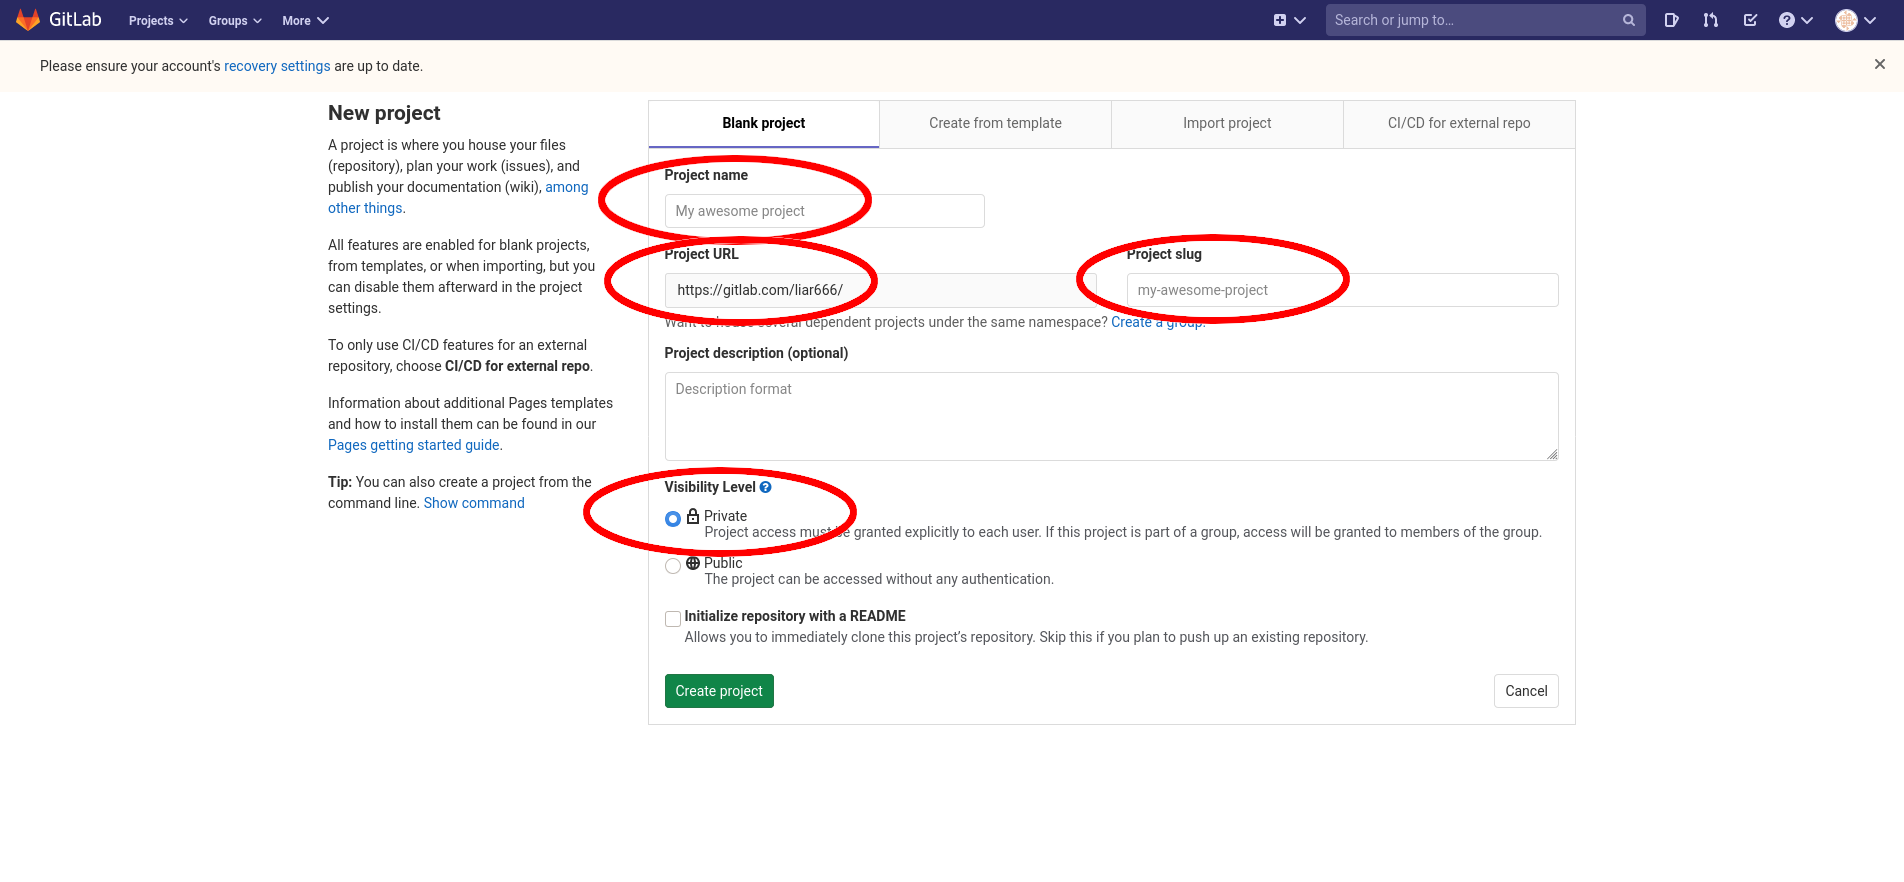 GitLab Projects Groups More Search or jump to...
Please ensure your account's recovery settings are up to date.
New project
A project is where you house your files
(repository), plan your work (issues), and
publish your documentation (wiki), among
other things.
All features are enabled for blank projects,
from templates, or when importing, but you
can disable them afterward in the project
settings.
To only use CI/CD features for an external
repository, choose CI/CD for external repo.
Information about additional Pages templates
and how to install them can be found in our
Pages getting started guide.
Tip: You can also create a project from the
command line. Show command
Blank project Create from template Import project CI/CD for external repo
Project name
My awesome project
Project URL Project slug
https://gitlab.com/liar666/ my-awesome-project
Want to house several dependent projects under the same namespace? Create a group.
Project description (optional)
Description format
Visibility Level
Private
Project access must be granted explicitly to each user. If this project is part of a group, access will be granted to members of the group.
Public
The project can be accessed without any authentication.
Initialize repository with a README
Allows you to immediately clone this project's repository. Skip this if you plan to push up an existing repository.
Create project Cancel